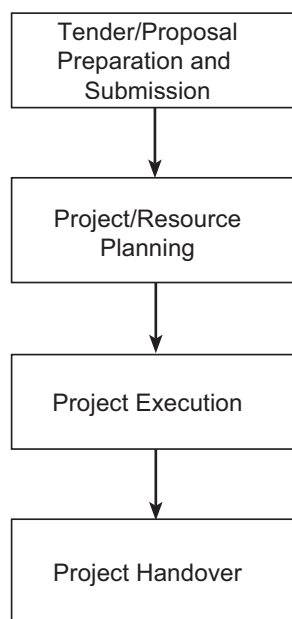 Tender/Proposal
Preparation and
Submission
Project/Resource
Planning
Project Execution
Project Handover